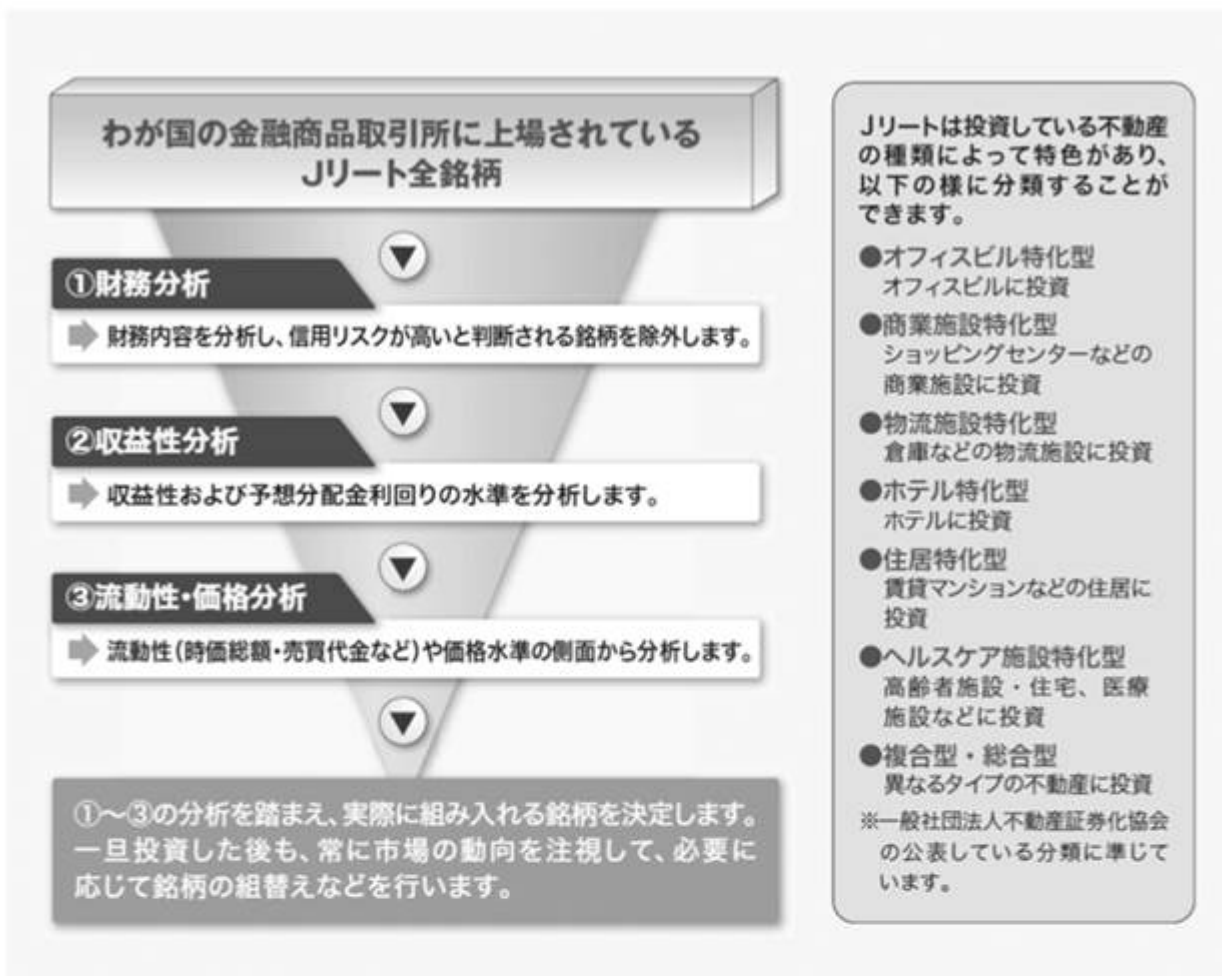 わが国の金融商品取引所に上場されている
Jリート全銘柄
①財務分析
財務内容を分析し、信用リスクが高いと判断される銘柄を除外します。
②収益性分析
収益性および予想分配金利回りの水準を分析します。
③流動性・価格分析
流動性(時価総額・売買代金など)や価格水準の側面から分析します。
①~③の分析を踏まえ、実際に組み入れる銘柄を決定します。
一旦投資した後も、常に市場の動向を注視して、必要に
応じて銘柄の組替えなどを行います。
Jリートは投資している不動産
の種類によって特色があり、
以下の様に分類することが
できます。
●オフィスビル特化型
オフィスビルに投資
●商業施設特化型
ショッピングセンターなどの
商業施設に投資
●物流施設特化型
倉庫などの物流施設に投資
●ホテル特化型
ホテルに投資
●住居特化型
賃貸マンションなどの住居に
投資
●ヘルスケア施設特化型
高齢者施設・住宅、医療
施設などに投資
●複合型・総合型
異なるタイプの不動産に投資
※一般社団法人不動産証券化協会
の公表している分類に準じて
います。